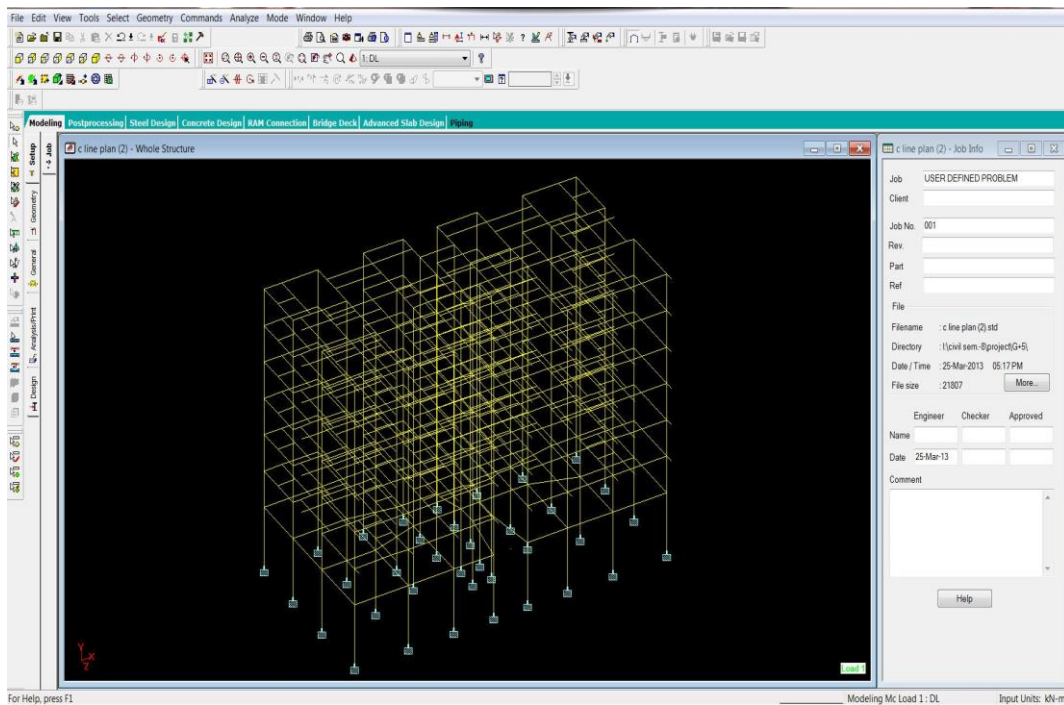 File Edit View Tools Select Geometry Commands Analyze Mode Window Help
1:DL
Modeling Postprocessing Steel Design Concrete Design RAM Connection Bridge Deck Advanced Slab Design Piping
Setup
Job
Geometry
General
Analysis/Print
Design
c line plan (2) - Whole Structure
Y
X
Z
Load 1
c line plan (2) - Job Info
Job USER DEFINED PROBLEM
Client
Job No. 001
Rev.
Part
Ref
File
Filename : c line plan (2).std
Directory : I:\civil sem.-8\project\G+5\
Date / Time : 25-Mar-2013 05:17 PM
File size : 21807 More...
Engineer Checker Approved
Name
Date 25-Mar-13
Comment
Help
For Help, press F1
Modeling Mc Load 1 : DL Input Units: kN-m